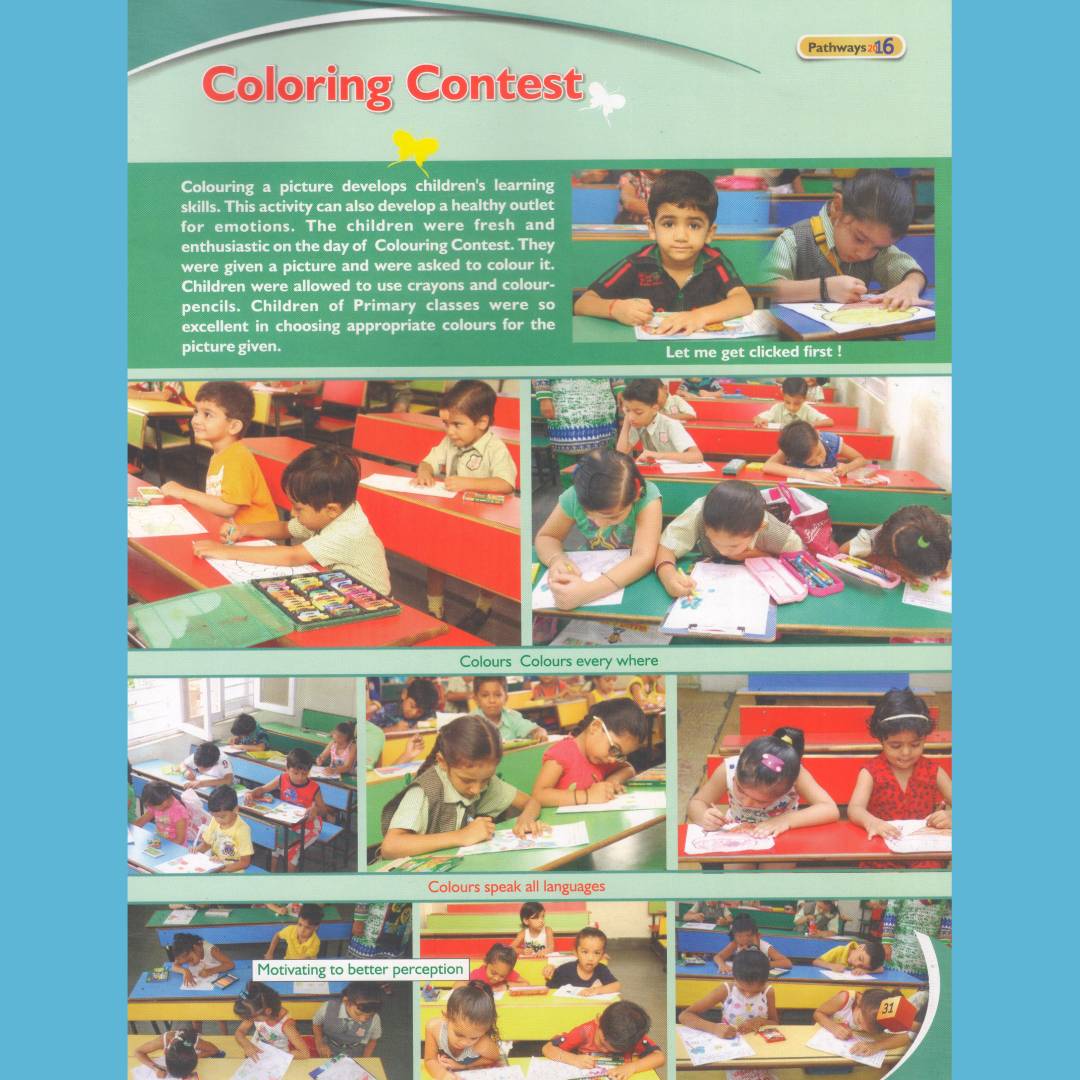 Pathways 2016
Coloring Contest
Colouring a picture develops children's learning
skills. This activity can also develop a healthy outlet
for emotions. The children were fresh and
enthusiastic on the day of Colouring Contest. They
were given a picture and were asked to colour it.
Children were allowed to use crayons and colour-
pencils. Children of Primary classes were so
excellent in choosing appropriate colours for the
picture given.
Let me get clicked first !
Colours Colours every where
Colours speak all languages
Motivating to better perception
31